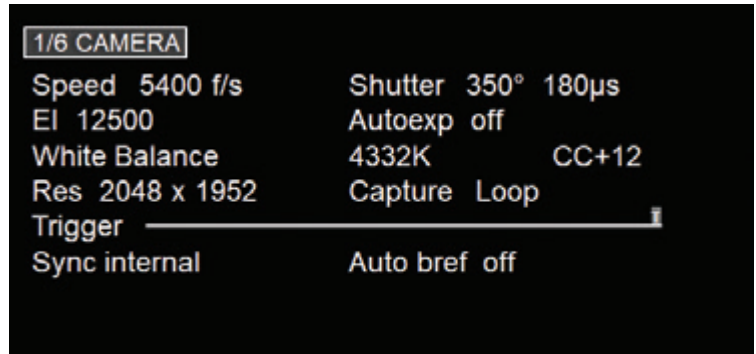 1/6 CAMERA
Speed 5400 f/s Shutter 350° 180µs
EI 12500 Autoexp off
White Balance 4332K CC+12
Res 2048 x 1952 Capture Loop
Trigger
Sync internal Auto bref off